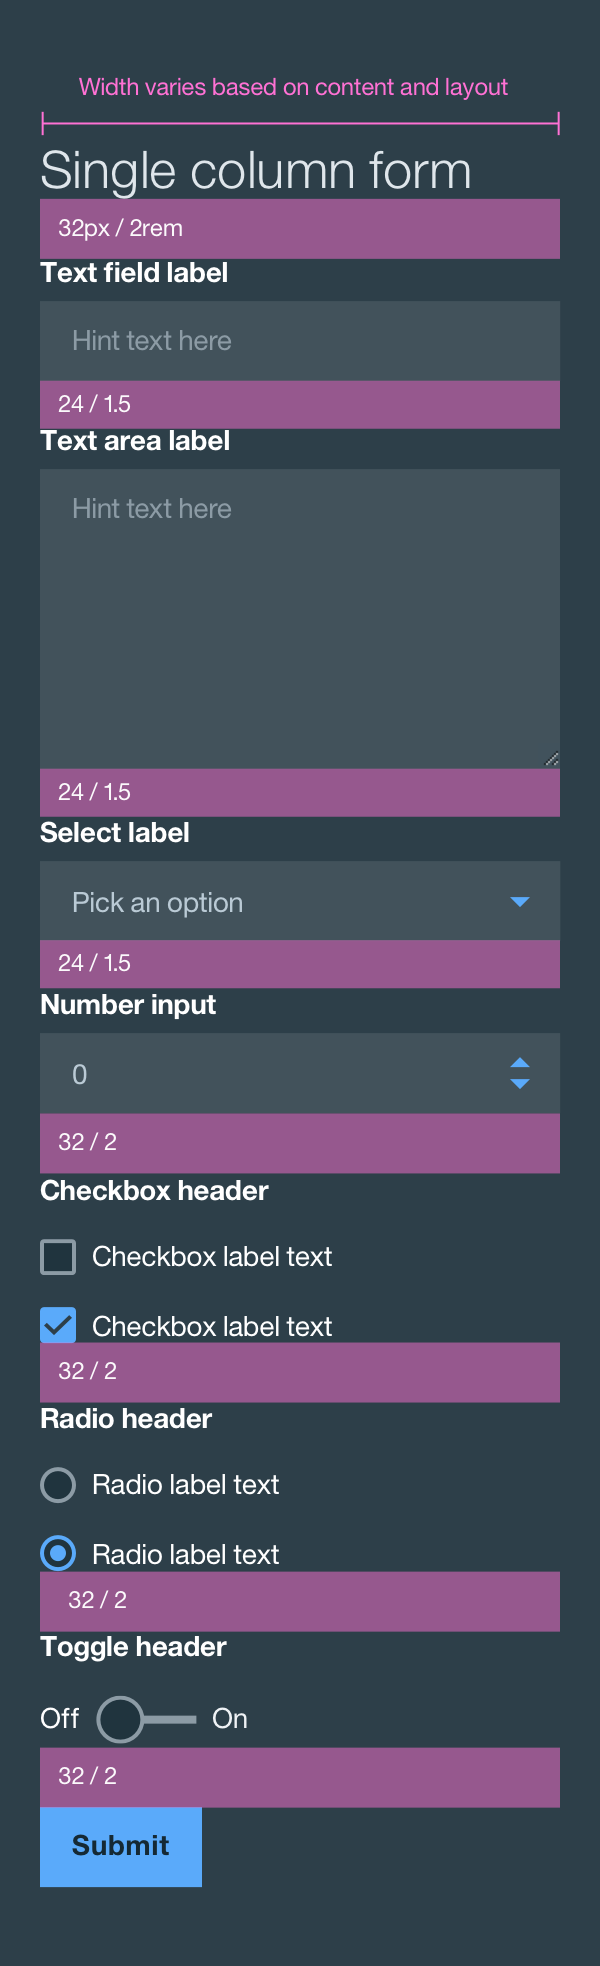 Width varies based on content and layout
Single column form
32px / 2rem
Text field label
Hint text here
24 / 1.5
Text area label
Hint text here
24 / 1.5
Select label
Pick an option
24 / 1.5
Number input
0
32 / 2
Checkbox header
Checkbox label text
Checkbox label text
32 / 2
Radio header
Radio label text
Radio label text
32 / 2
Toggle header
Off On
32 / 2
Submit